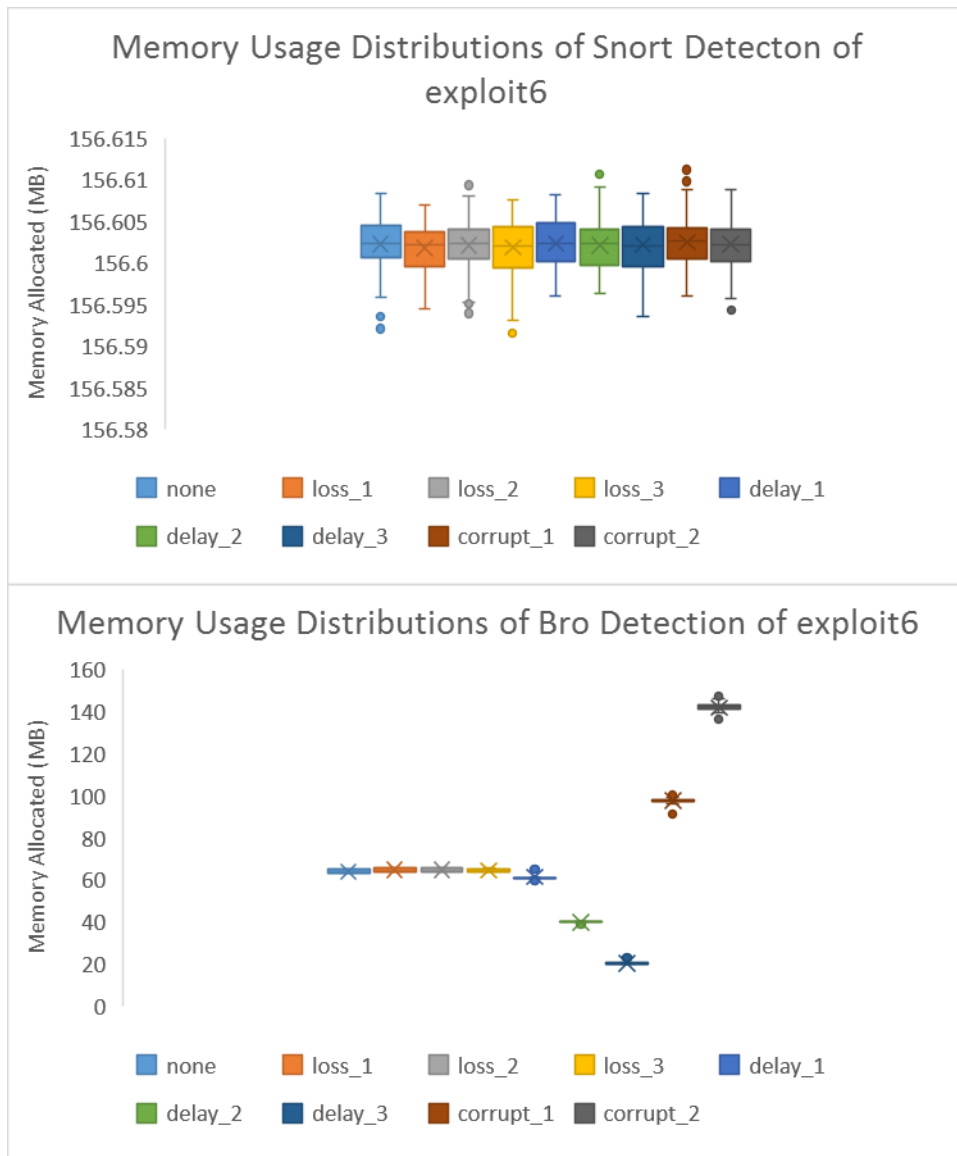 Memory Usage Distributions of Snort Detecton of
exploit6
Memory Allocated (MB)
156.615
156.61
156.605
156.6
156.595
156.59
156.585
156.58
none loss_1 loss_2 loss_3 delay_1
delay_2 delay_3 corrupt_1 corrupt_2
Memory Usage Distributions of Bro Detection of exploit6
Memory Allocated (MB)
160
140
120
100
80
60
40
20
0
none loss_1 loss_2 loss_3 delay_1
delay_2 delay_3 corrupt_1 corrupt_2